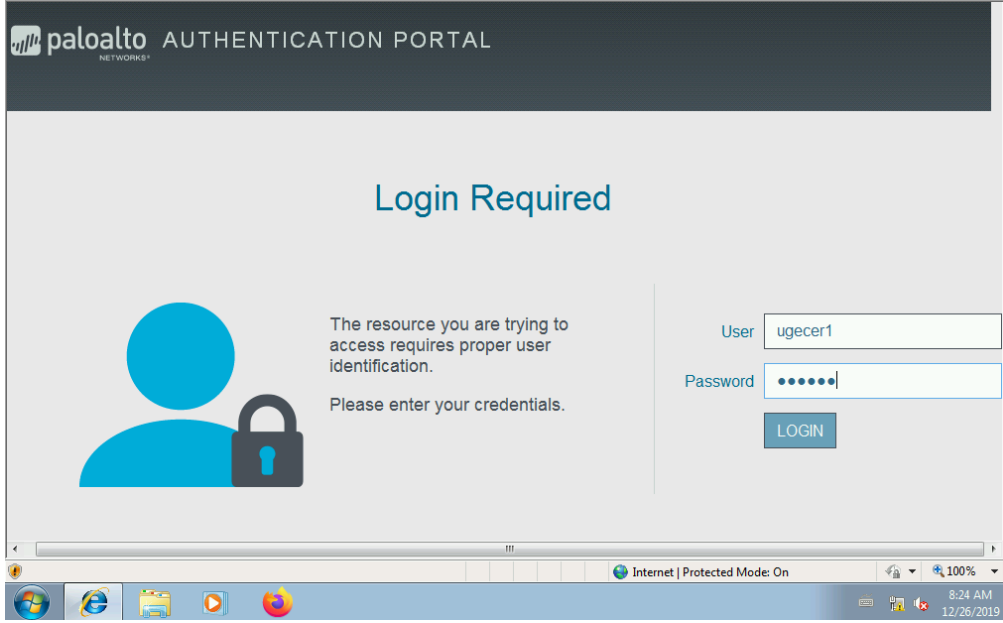 paloalto AUTHENTICATION PORTAL
NETWORKS®
Login Required
The resource you are trying to
access requires proper user
identification.
Please enter your credentials.
User ugecer1
Password ••••••
LOGIN
Internet | Protected Mode: On
100%
8:24 AM
12/26/2019